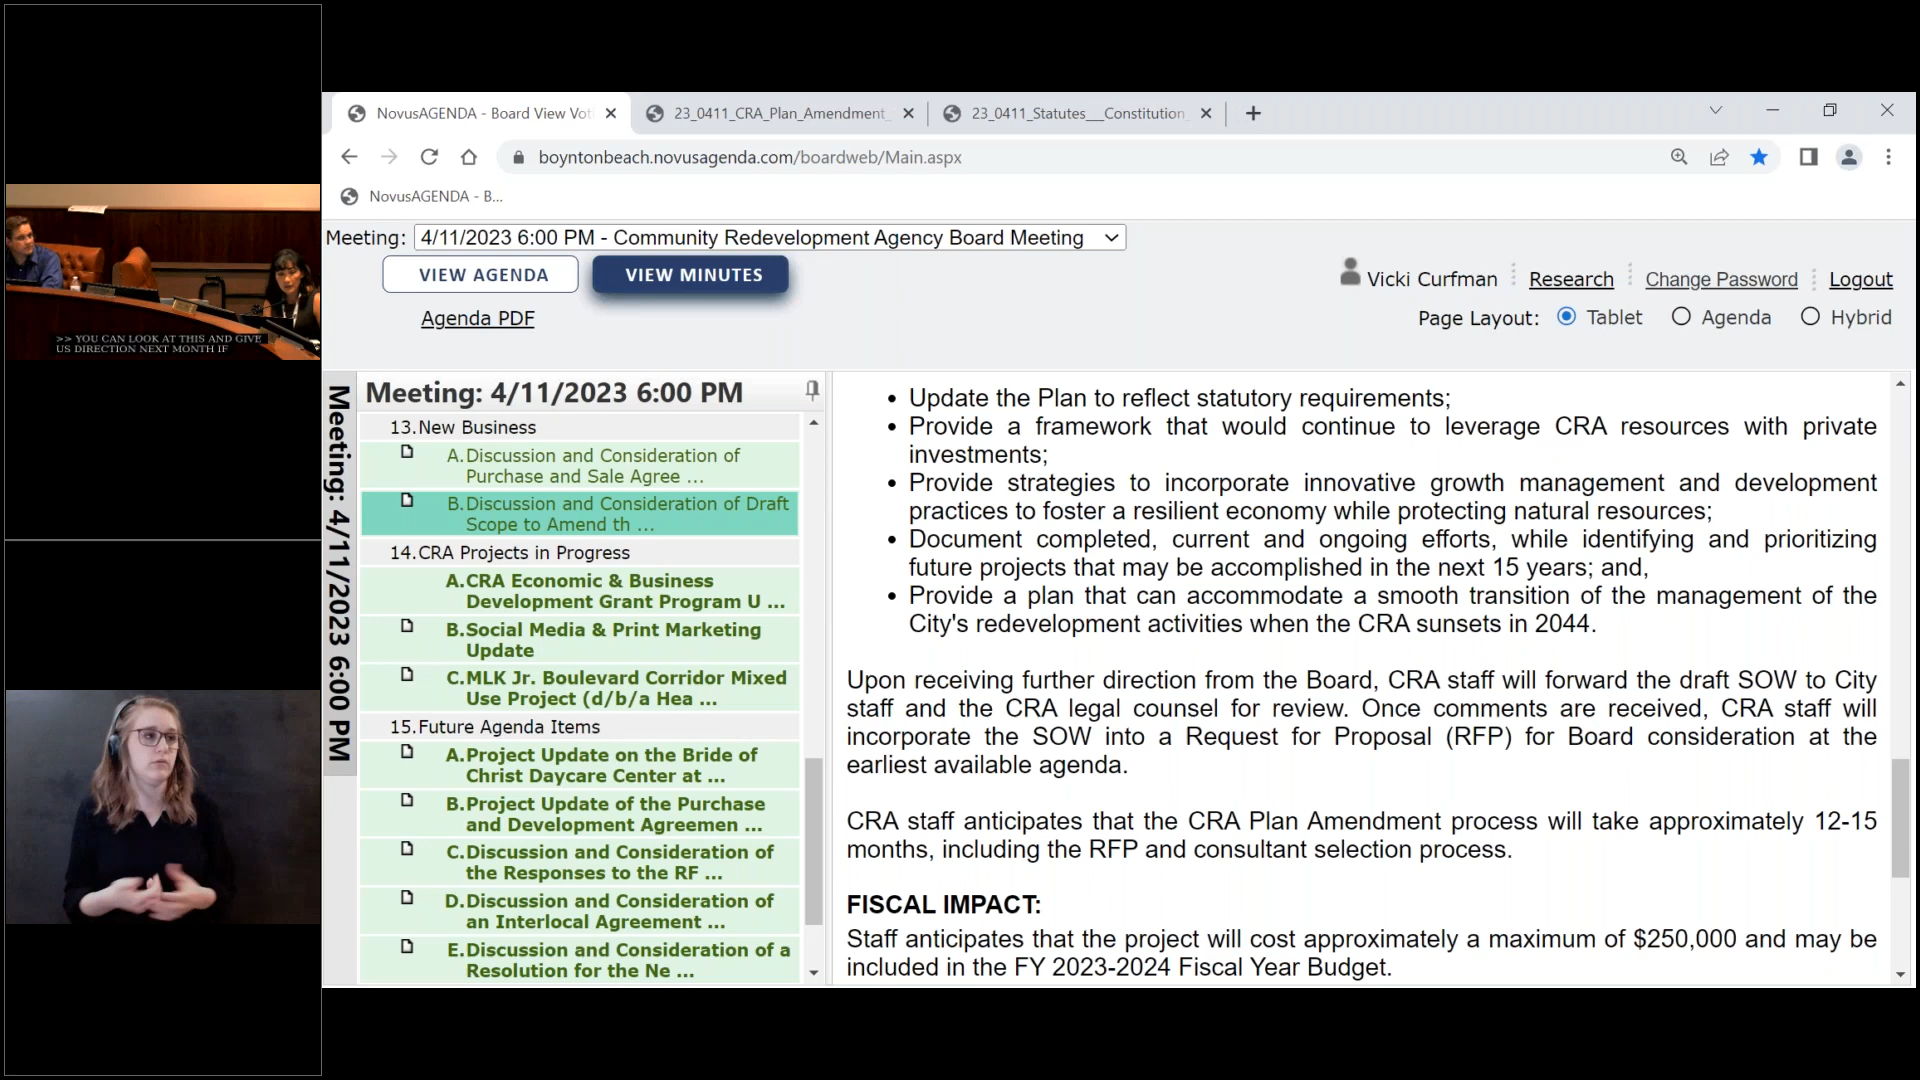 NovusAGENDA - Board View Voti
23_0411_CRA_Plan_Amendment_
23_0411_Statutes___Constitution_
boyntonbeach.novusagenda.com/boardweb/Main.aspx
NovusAGENDA - B...
Meeting: 4/11/2023 6:00 PM - Community Redevelopment Agency Board Meeting
VIEW AGENDA
VIEW MINUTES
Agenda PDF
Vicki Curfman
Research
Change Password
Logout
Page Layout: Tablet Agenda Hybrid
>> YOU CAN LOOK AT THIS AND GIVE
US DIRECTION NEXT MONTH IF
Meeting: 4/11/2023 6:00 PM
Meeting: 4/11/2023 6:00 PM
13.New Business
A.Discussion and Consideration of
Purchase and Sale Agree ...
B.Discussion and Consideration of Draft
Scope to Amend th ...
14.CRA Projects in Progress
A.CRA Economic & Business
Development Grant Program U ...
B.Social Media & Print Marketing
Update
C.MLK Jr. Boulevard Corridor Mixed
Use Project (d/b/a Hea ...
15.Future Agenda Items
A.Project Update on the Bride of
Christ Daycare Center at ...
B.Project Update of the Purchase
and Development Agreemen ...
C.Discussion and Consideration of
the Responses to the RF ...
D.Discussion and Consideration of
an Interlocal Agreement ...
E.Discussion and Consideration of a
Resolution for the Ne ...
• Update the Plan to reflect statutory requirements;
• Provide a framework that would continue to leverage CRA resources with private
investments;
• Provide strategies to incorporate innovative growth management and development
practices to foster a resilient economy while protecting natural resources;
• Document completed, current and ongoing efforts, while identifying and prioritizing
future projects that may be accomplished in the next 15 years; and,
• Provide a plan that can accommodate a smooth transition of the management of the
City's redevelopment activities when the CRA sunsets in 2044.
Upon receiving further direction from the Board, CRA staff will forward the draft SOW to City
staff and the CRA legal counsel for review. Once comments are received, CRA staff will
incorporate the SOW into a Request for Proposal (RFP) for Board consideration at the
earliest available agenda.
CRA staff anticipates that the CRA Plan Amendment process will take approximately 12-15
months, including the RFP and consultant selection process.
FISCAL IMPACT:
Staff anticipates that the project will cost approximately a maximum of $250,000 and may be
included in the FY 2023-2024 Fiscal Year Budget.